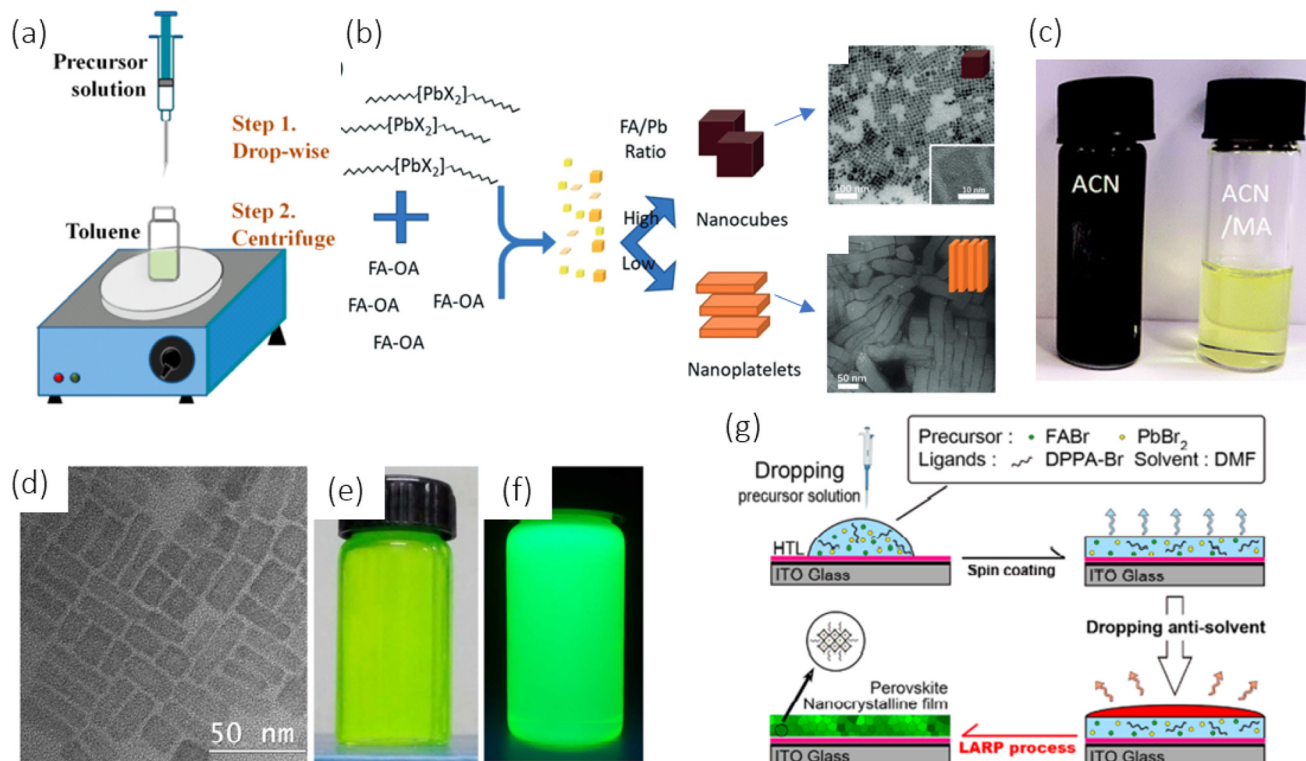 (a)
Precursor
solution
Step 1.
Drop-wise
Toluene
Step 2.
Centrifuge
(b)
[PbX₂]
[PbX₂]
[PbX₂]
FA-OA
FA-OA
FA-OA
FA-OA
FA/Pb
Ratio
High
Low
Nanocubes
Nanoplatelets
100 nm
10 nm
50 nm
(c)
ACN
ACN
/MA
(d)
50 nm
(e)
(f)
(g)
Precursor : FABr PbBr₂
Ligands : DPPA-Br Solvent : DMF
Dropping
precursor solution
HTL
ITO Glass
Spin coating
ITO Glass
Dropping anti-solvent
Perovskite
Nanocrystalline film
ITO Glass
LARP process
ITO Glass